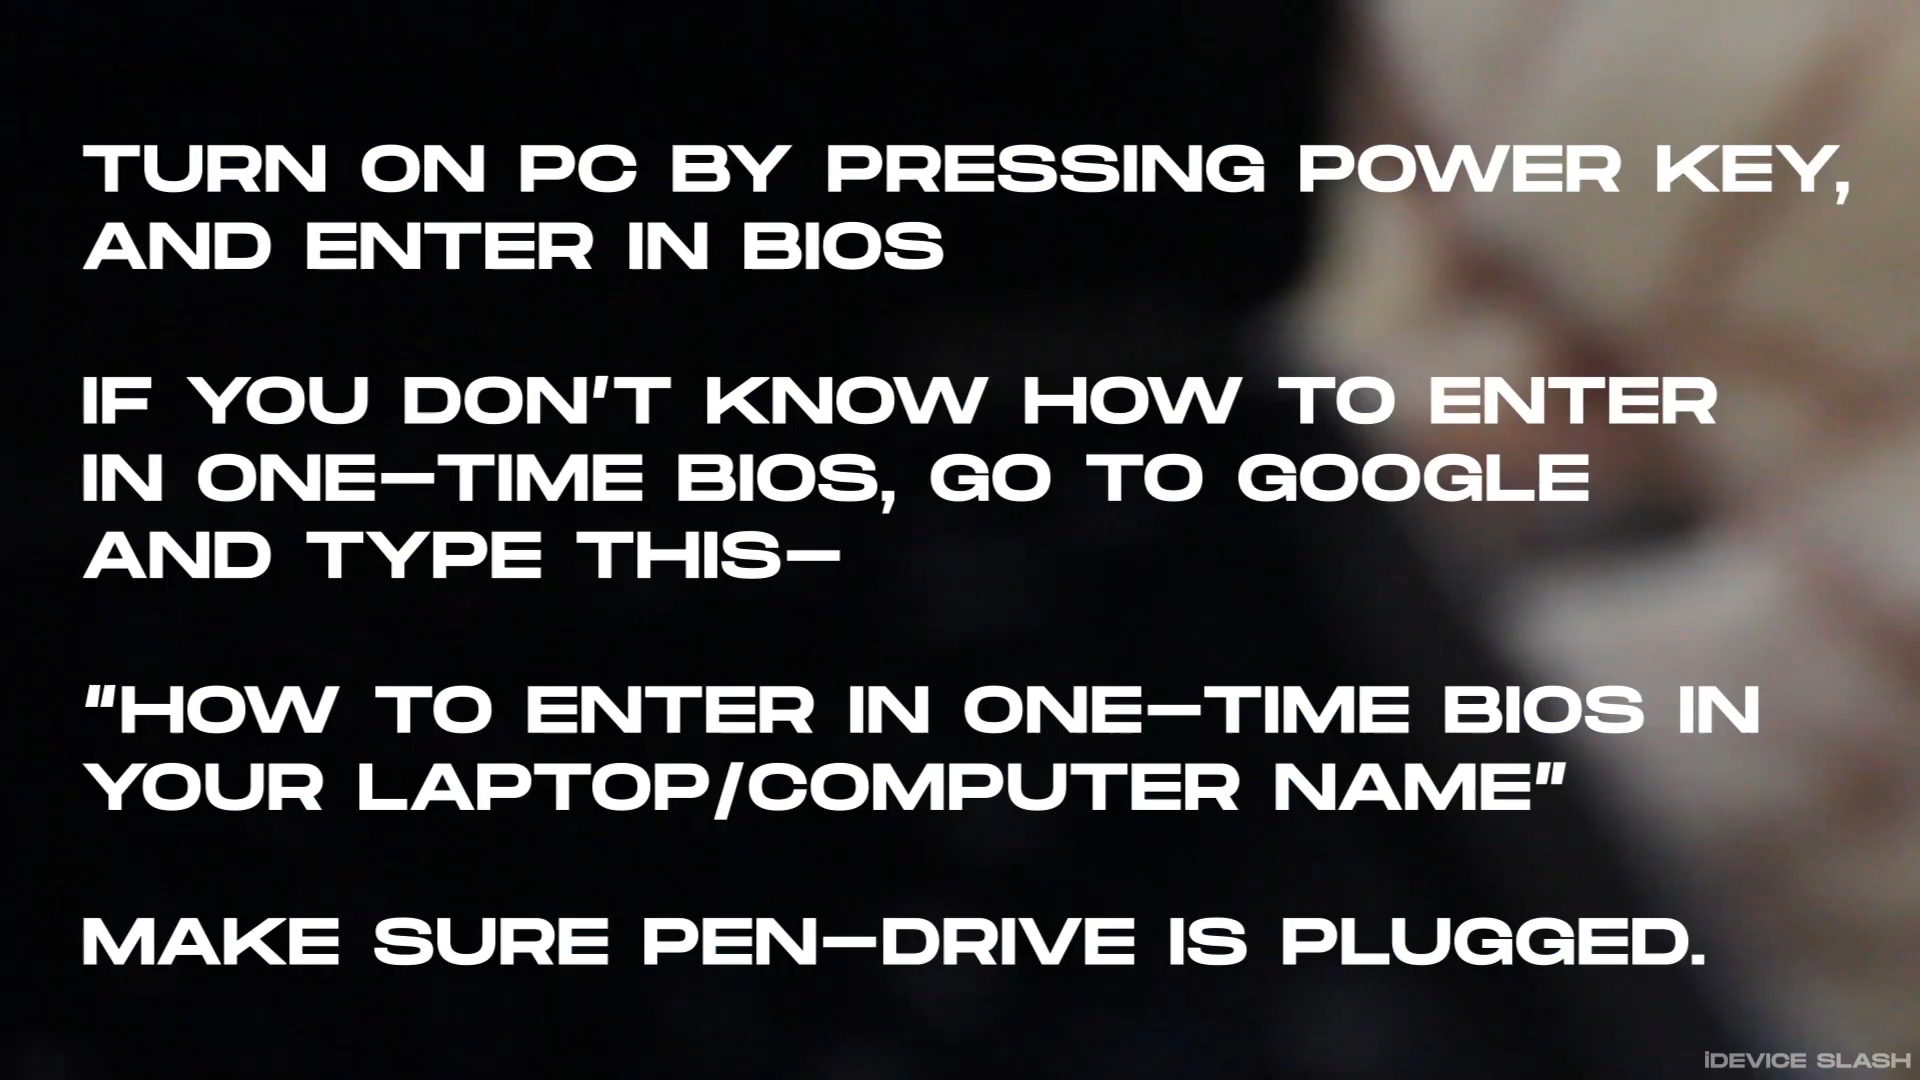 TURN ON PC BY PRESSING POWER KEY,
AND ENTER IN BIOS
IF YOU DON'T KNOW HOW TO ENTER
IN ONE-TIME BIOS, GO TO GOOGLE
AND TYPE THIS-
"HOW TO ENTER IN ONE-TIME BIOS IN
YOUR LAPTOP/COMPUTER NAME"
MAKE SURE PEN-DRIVE IS PLUGGED.
iDEVICE SLASH